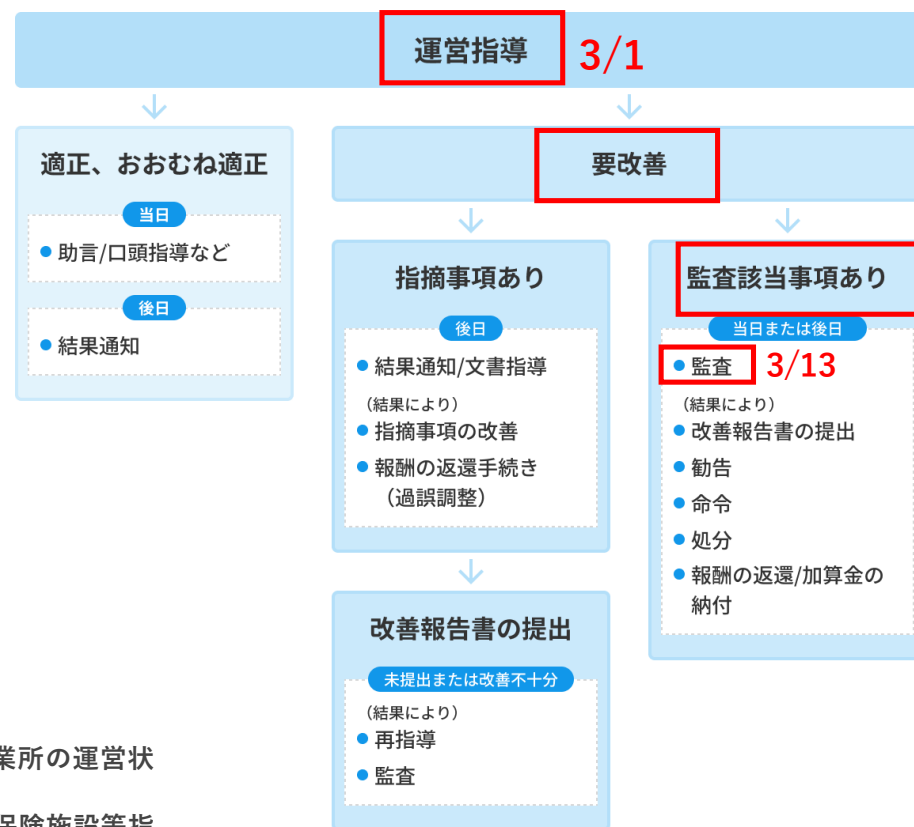 運営指導
3/1
適正、おおむね適正
当日
助言/口頭指導など
後日
結果通知
要改善
指摘事項あり
後日
結果通知/文書指導
（結果により）
指摘事項の改善
報酬の返還手続き
（過誤調整）
改善報告書の提出
未提出または改善不十分
（結果により）
再指導
監査
監査該当事項あり
当日または後日
監査
3/13
（結果により）
改善報告書の提出
勧告
命令
処分
報酬の返還/加算金の
納付
業所の運営状
保険施設等指